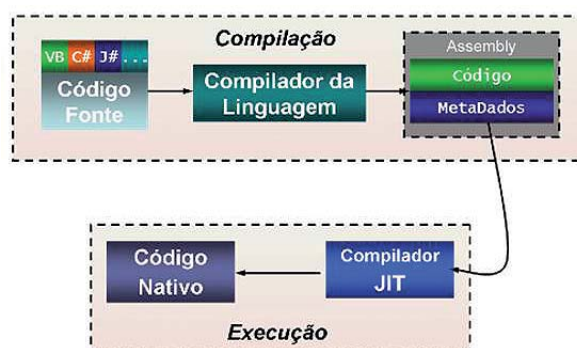 Compilação
VB C# J# ...
Código
Fonte
Compilador da
Linguagem
Assembly
Código
MetaDados
Código
Nativo
Compilador
JIT
Execução